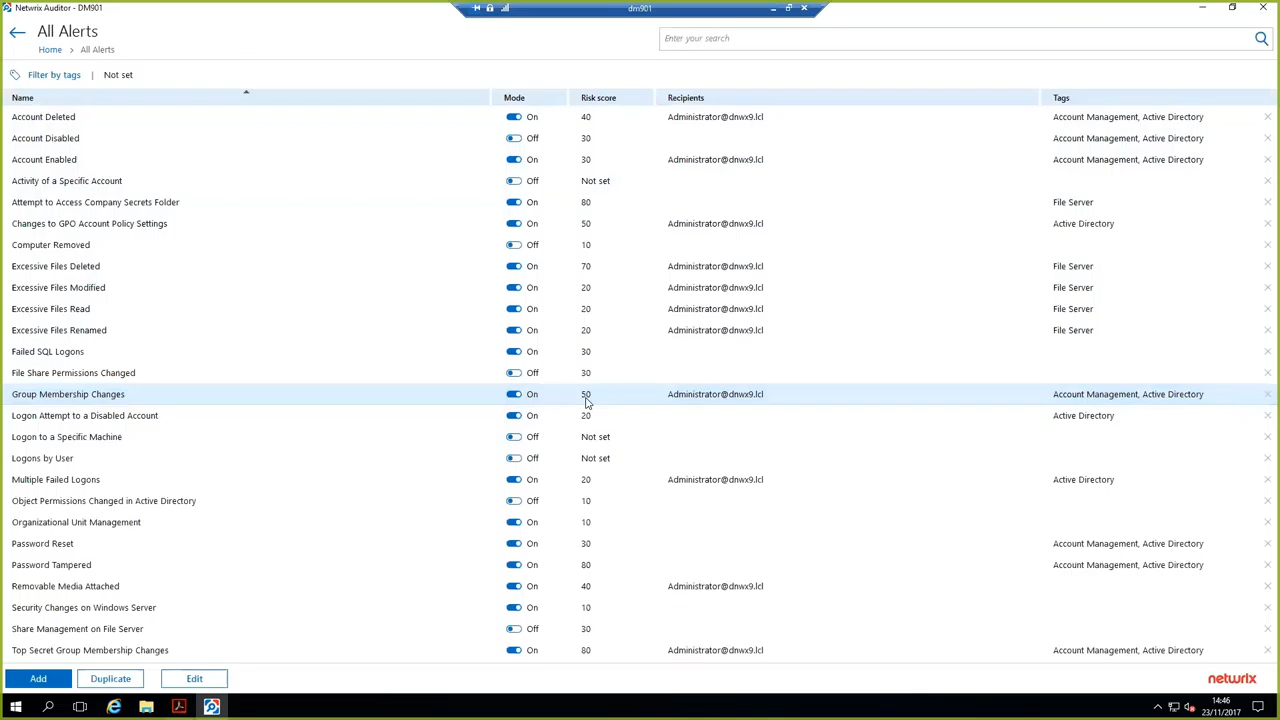 Netwrix Auditor - DM901
dm901
All Alerts
Home > All Alerts
Enter your search
Filter by tags | Not set
Name Mode Risk score Recipients Tags
Account Deleted On 40 Administrator@dnwx9.lcl Account Management, Active Directory
Account Disabled Off 30 Account Management, Active Directory
Account Enabled On 30 Administrator@dnwx9.lcl Account Management, Active Directory
Activity of a Specific Account Off Not set
Attempt to Access Company Secrets Folder On 80 File Server
Changes to GPO Account Policy Settings On 50 Administrator@dnwx9.lcl Active Directory
Computer Removed Off 10
Excessive Files Deleted On 70 Administrator@dnwx9.lcl File Server
Excessive Files Modified On 20 Administrator@dnwx9.lcl File Server
Excessive Files Read On 20 Administrator@dnwx9.lcl File Server
Excessive Files Renamed On 20 Administrator@dnwx9.lcl File Server
Failed SQL Logons On 30
File Share Permissions Changed Off 30
Group Membership Changes On 50 Administrator@dnwx9.lcl Account Management, Active Directory
Logon Attempt to a Disabled Account On 20 Active Directory
Logon to a Specific Machine Off Not set
Logons by User Off Not set
Multiple Failed Logons On 20 Administrator@dnwx9.lcl Active Directory
Object Permissions Changed in Active Directory Off 10
Organizational Unit Management On 10
Password Reset On 30 Account Management, Active Directory
Password Tampered On 80 Account Management, Active Directory
Removable Media Attached On 40 Administrator@dnwx9.lcl
Security Changes on Windows Server On 10
Share Management on File Server Off 30
Top Secret Group Membership Changes On 80 Administrator@dnwx9.lcl Account Management, Active Directory
Add Duplicate Edit netwrix
14:46
23/11/2017